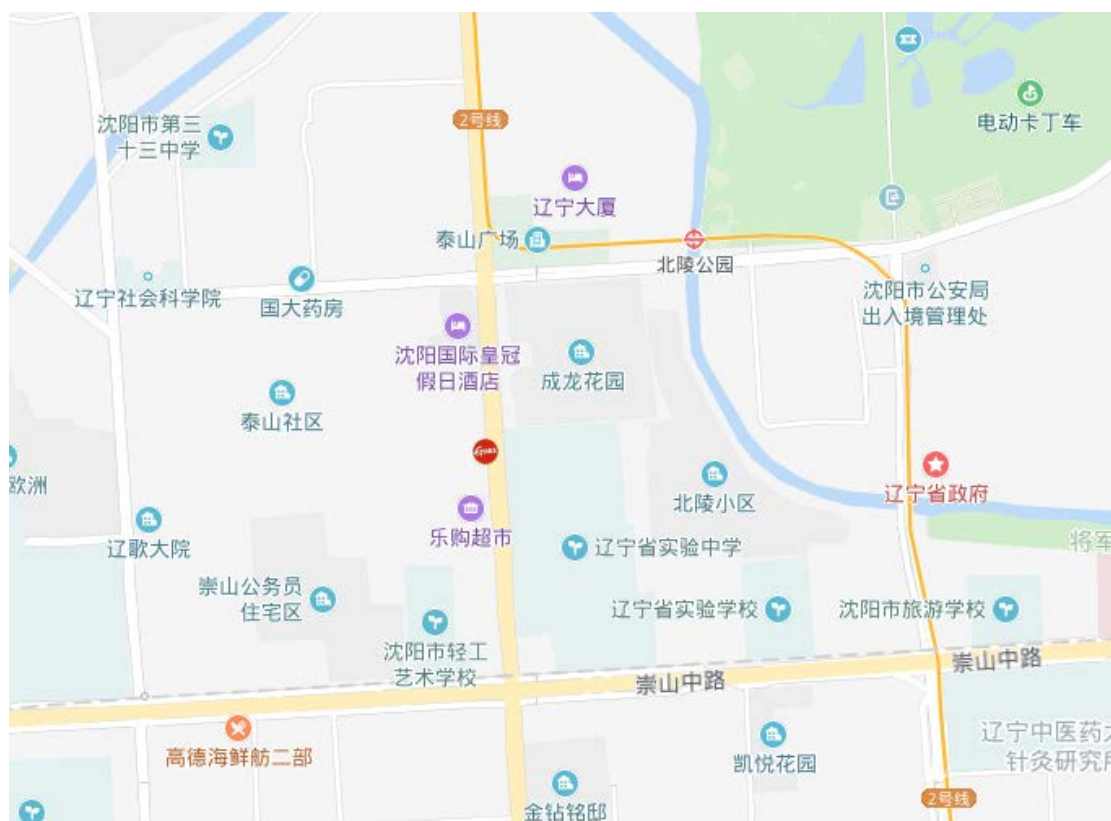 2号线
电动卡丁车
沈阳市第三
十三中学
辽宁大厦
泰山广场
北陵公园
辽宁社会科学院
国大药房
沈阳市公安局
出入境管理处
沈阳国际皇冠
假日酒店
成龙花园
泰山社区
欧洲
辽宁省政府
北陵小区
乐购超市
辽歌大院
辽宁省实验中学
将军
崇山公务员
住宅区
辽宁省实验学校
沈阳市旅游学校
沈阳市轻工
艺术学校
崇山中路
崇山中路
辽宁中医药大
针灸研究所
高德海鲜舫二部
凯悦花园
2号线
金钻铭邸